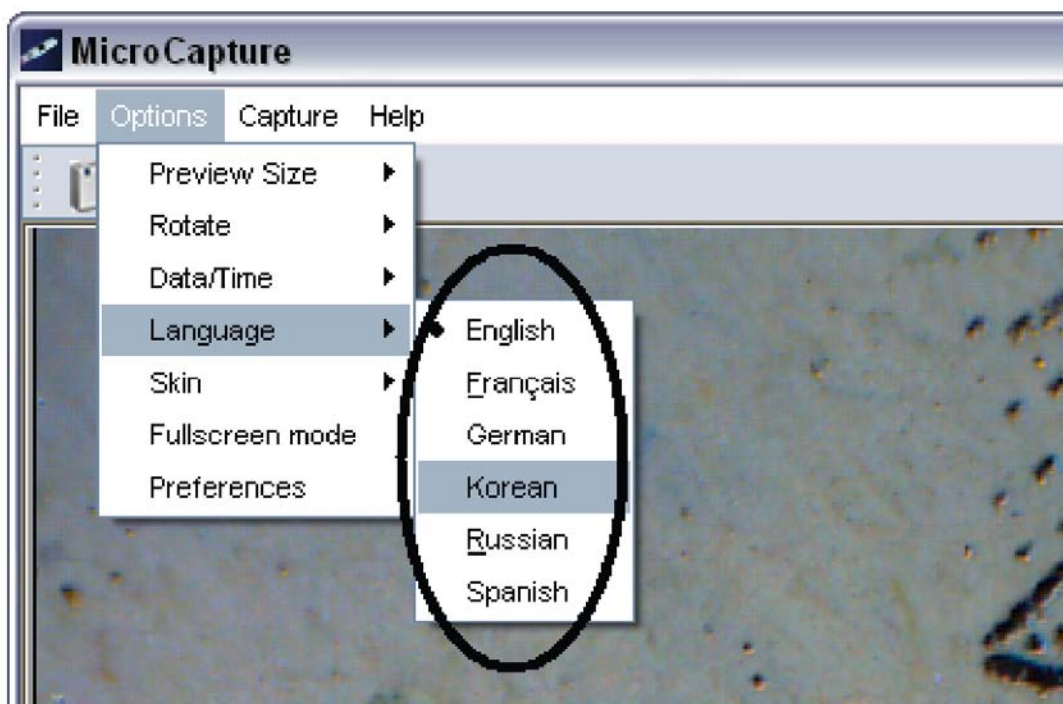 MicroCapture
File Options Capture Help
Preview Size
Rotate
Data/Time
Language
Skin
Fullscreen mode
Preferences
English
Français
German
Korean
Russian
Spanish